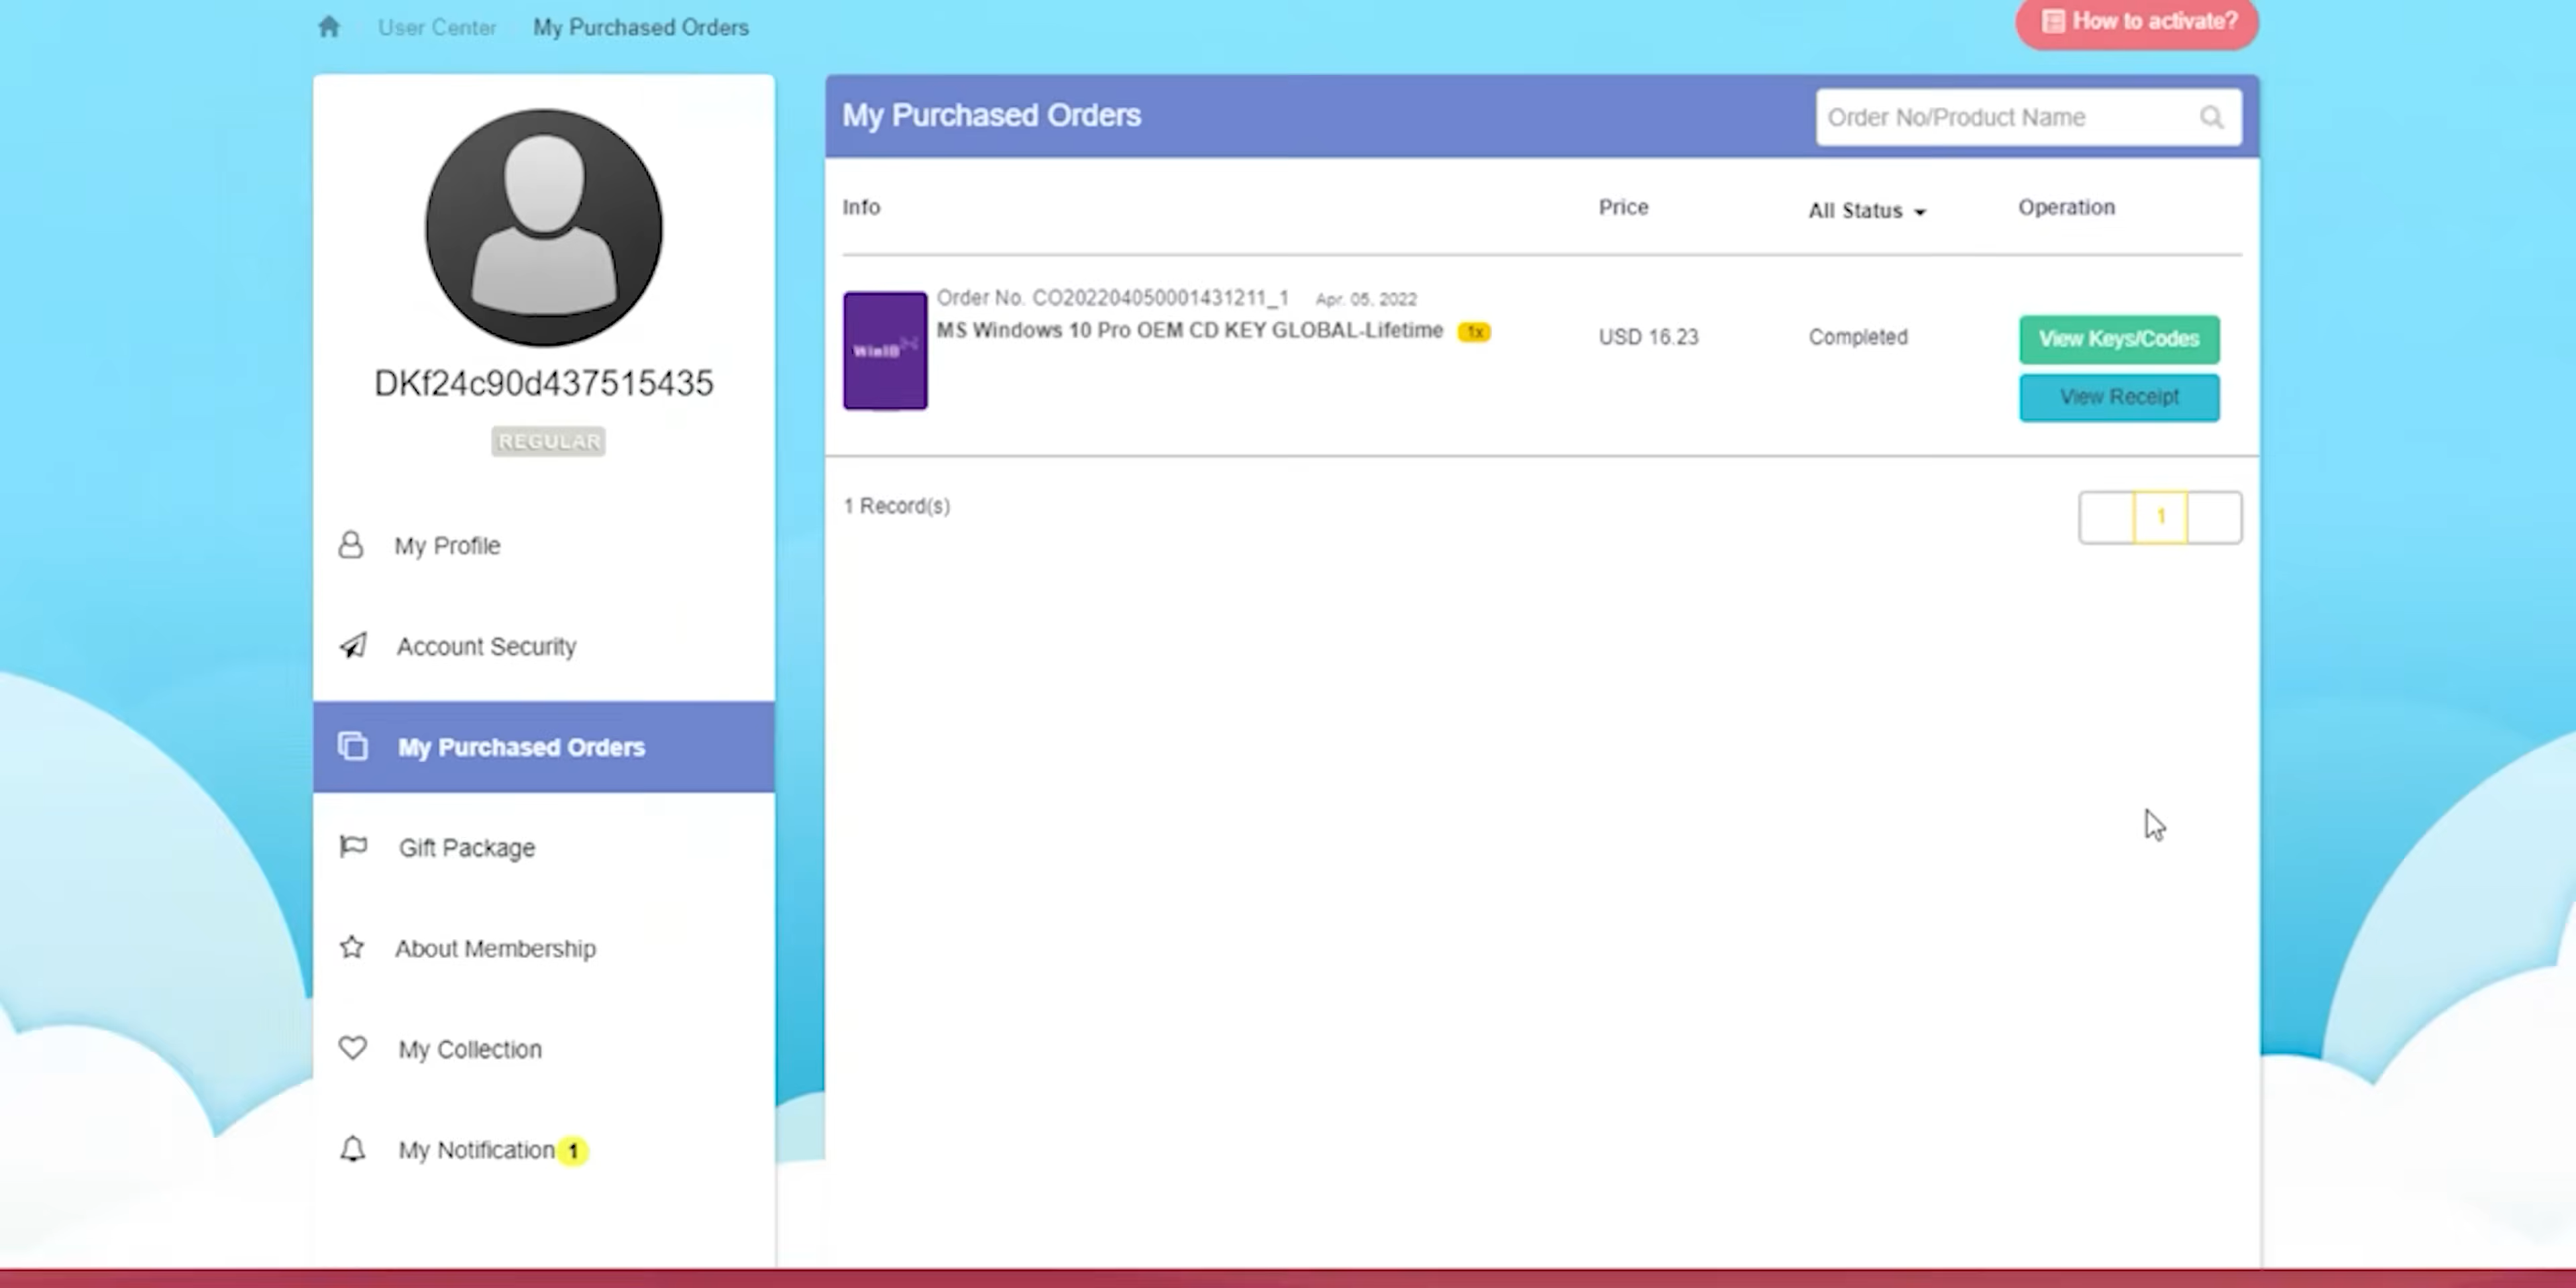 User Center
My Purchased Orders
How to activate?
DKf24c90d437515435
REGULAR
My Profile
Account Security
My Purchased Orders
Gift Package
About Membership
My Collection
My Notification 1
My Purchased Orders
Order No/Product Name
Info
Price
All Status
Operation
Order No. CO202204050001431211_1 Apr. 05, 2022
MS Windows 10 Pro OEM CD KEY GLOBAL-Lifetime 1x
Win10
USD 16.23
Completed
View Keys/Codes
View Receipt
1 Record(s)
1